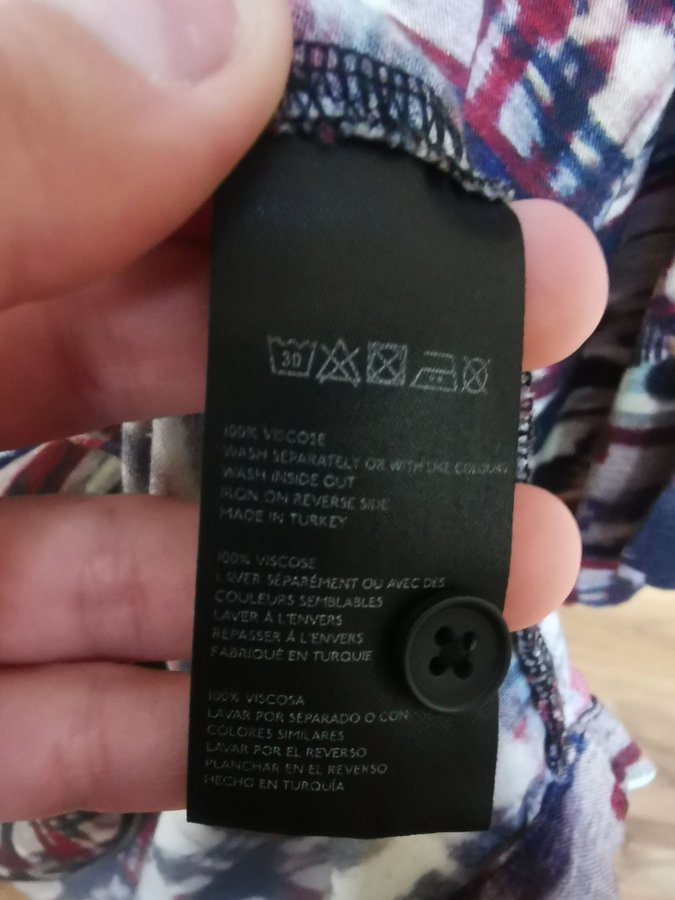 30
100% VISCOSE
WASH SEPARATELY OR WITH LIKE COLOURS
WASH INSIDE OUT
IRON ON REVERSE SIDE
MADE IN TURKEY
100% VISCOSE
LAVER SÉPARÉMENT OU AVEC DES
COULEURS SEMBLABLES
LAVER À L'ENVERS
REPASSER À L'ENVERS
FABRIQUÉ EN TURQUIE
100% VISCOSA
LAVAR POR SEPARADO O CON
COLORES SIMILARES
LAVAR POR EL REVERSO
PLANCHAR EN EL REVERSO
HECHO EN TURQUÍA